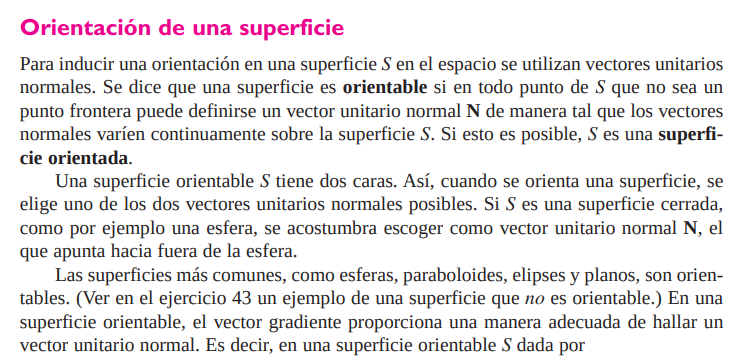 Orientación de una superficie
Para inducir una orientación en una superficie S en el espacio se utilizan vectores unitarios
normales. Se dice que una superficie es orientable si en todo punto de S que no sea un
punto frontera puede definirse un vector unitario normal N de manera tal que los vectores
normales varíen continuamente sobre la superficie S. Si esto es posible, S es una superfi-
cie orientada.
Una superficie orientable S tiene dos caras. Así, cuando se orienta una superficie, se
elige uno de los dos vectores unitarios normales posibles. Si S es una superficie cerrada,
como por ejemplo una esfera, se acostumbra escoger como vector unitario normal N, el
que apunta hacia fuera de la esfera.
Las superficies más comunes, como esferas, paraboloides, elipses y planos, son orien-
tables. (Ver en el ejercicio 43 un ejemplo de una superficie que no es orientable.) En una
superficie orientable, el vector gradiente proporciona una manera adecuada de hallar un
vector unitario normal. Es decir, en una superficie orientable S dada por